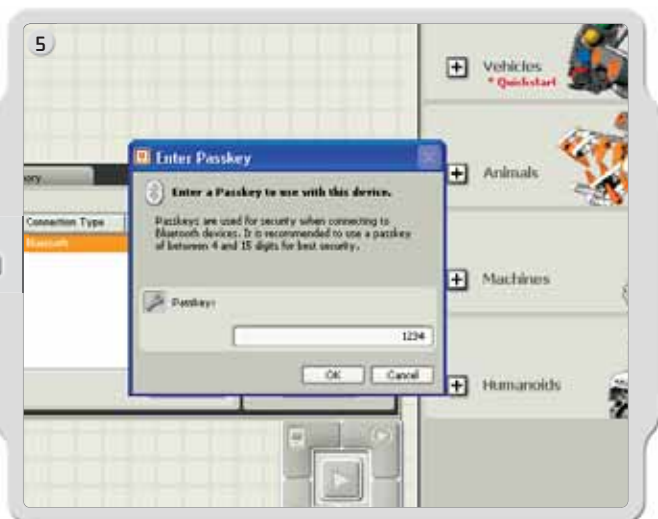 5
Vehicles
* Quickstart
Enter Passkey
Enter a Passkey to use with this device.
Animals
ory
Connection Type
Passkeys are used for security when connecting to
Bluetooth devices. It is recommended to use a passkey
of between 4 and 15 digits for best security.
Bluetooth
Machines
Passkey:
1234
OK
Cancel
Humanoids